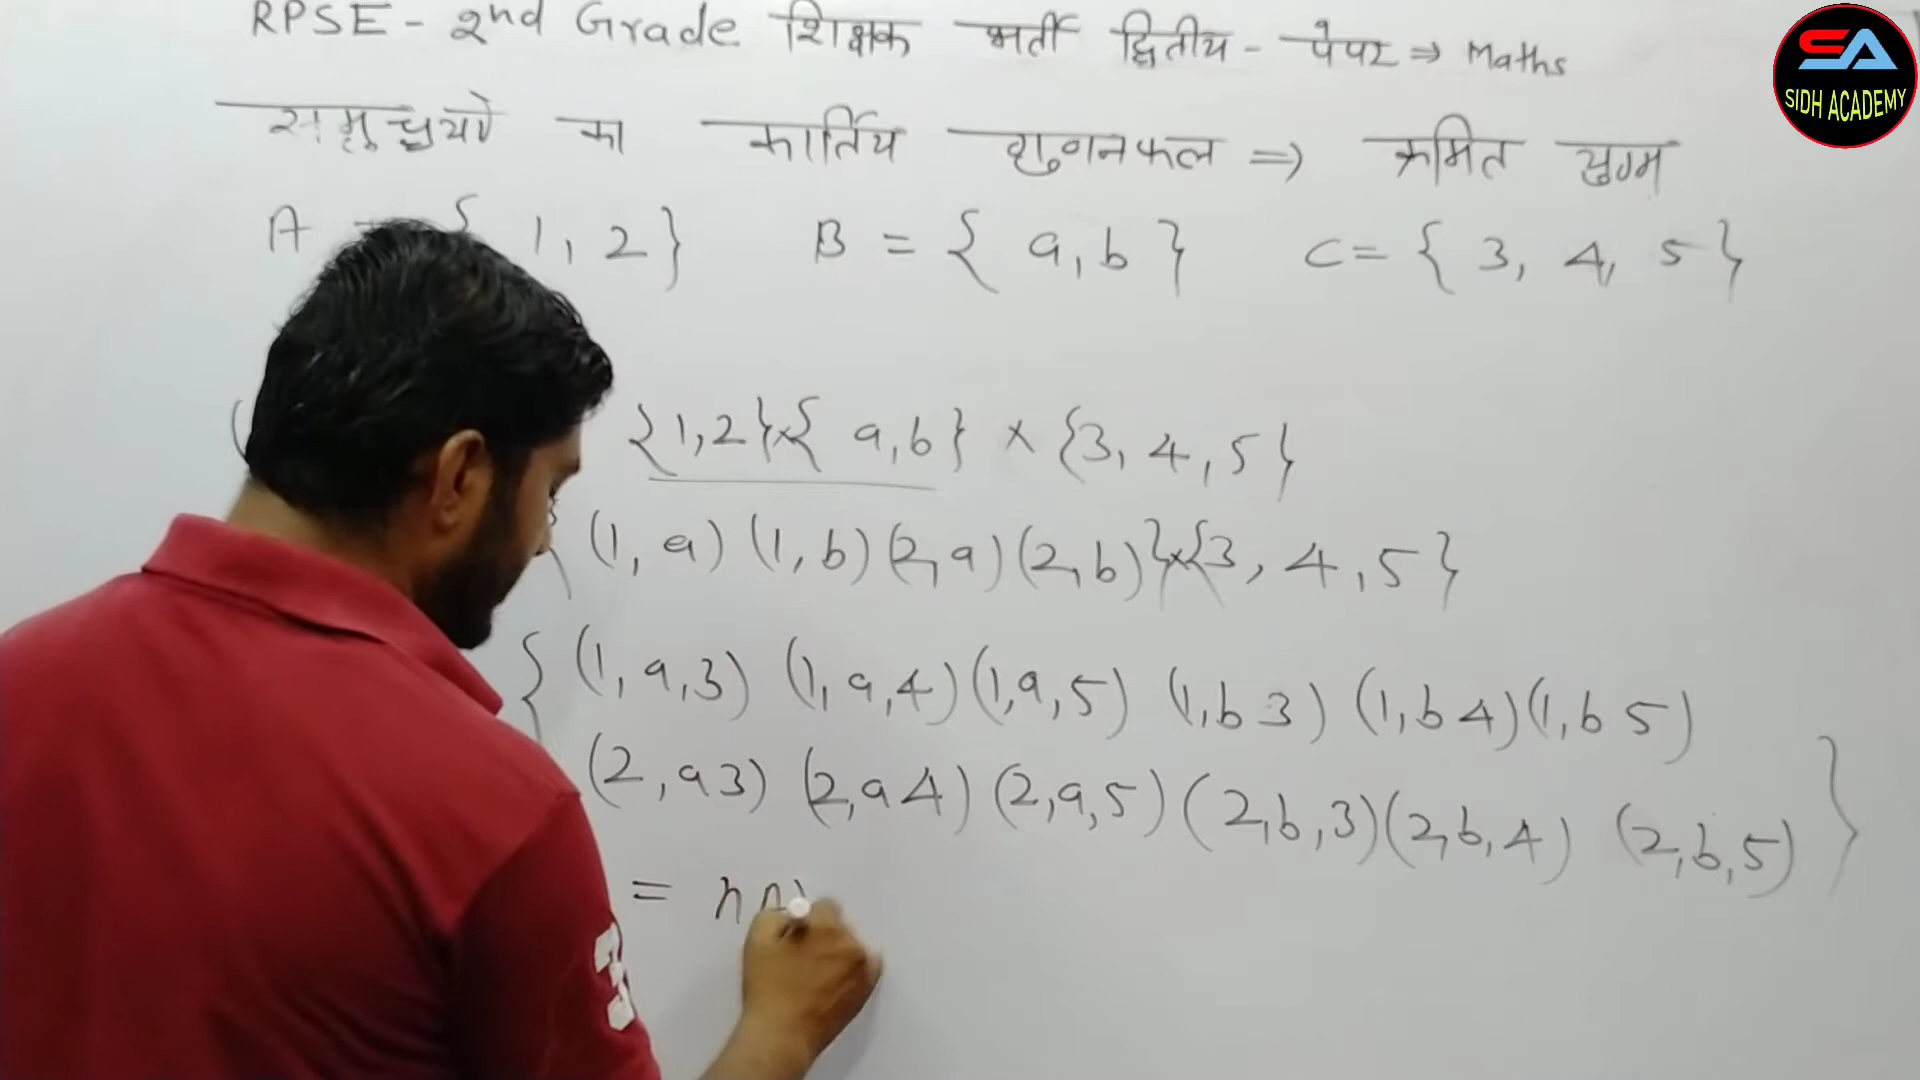 RPSE - 2nd Grade शिक्षक भर्ती द्वितीय - पेपर ⇒ Maths
SA
SIDH ACADEMY
समुच्चयो का कार्तिय गुणनफल ⇒ क्रमित युग्म
A = { 1, 2 } B = { a, b } C = { 3, 4, 5 }
{1,2}×{ a,b} × {3, 4, 5}
{ (1, a) (1, b) (2, a) (2, b) }×{3, 4, 5}
{ (1, a, 3) (1, a, 4) (1, a, 5) (1, b 3) (1, b 4) (1, b 5)
(2, a 3) (2, a 4) (2, a, 5) (2, b, 3) (2, b, 4) (2, b, 5) }
= n
3